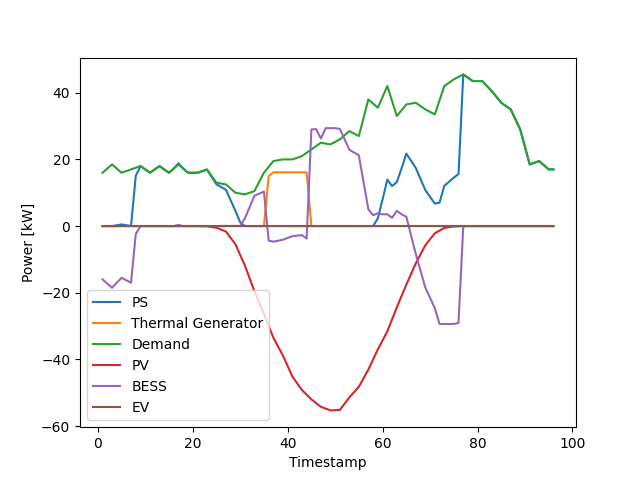 Power [kW]
40
20
0
−20
−40
−60
PS
Thermal Generator
Demand
PV
BESS
EV
0 20 40 60 80 100
Timestamp